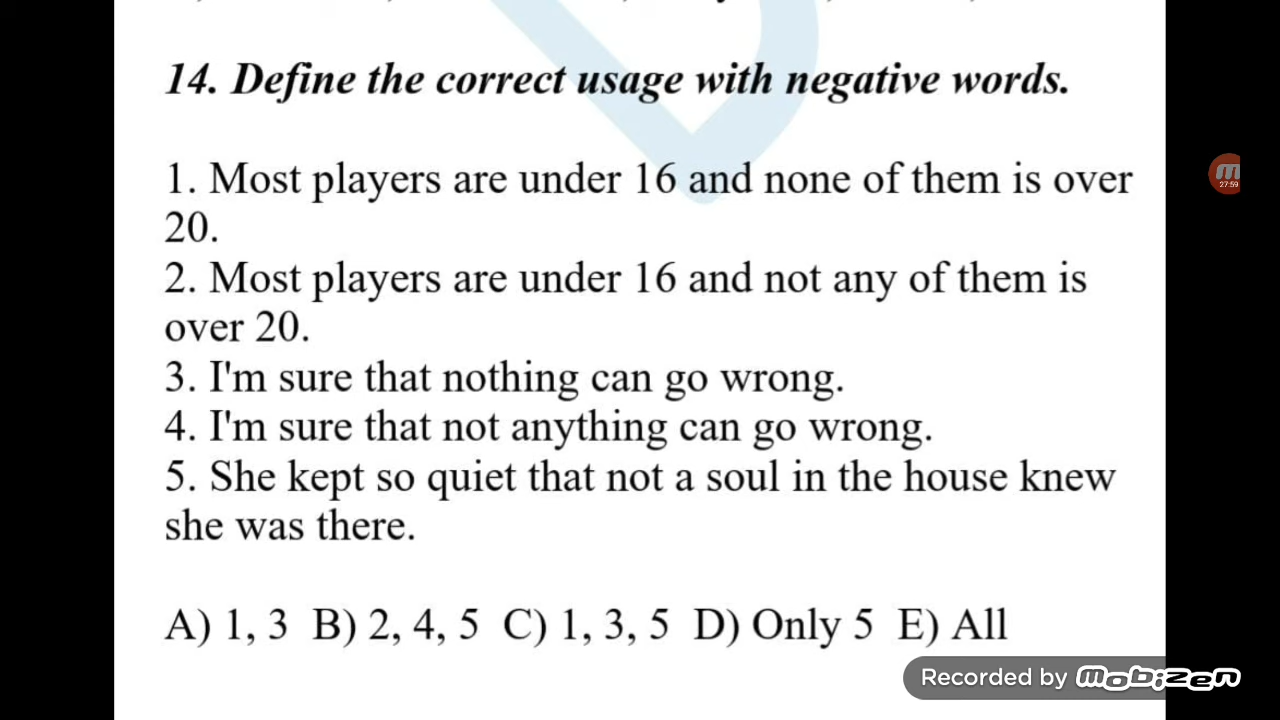 14. Define the correct usage with negative words.
1. Most players are under 16 and none of them is over
20.
2. Most players are under 16 and not any of them is
over 20.
3. I'm sure that nothing can go wrong.
4. I'm sure that not anything can go wrong.
5. She kept so quiet that not a soul in the house knew
she was there.
A) 1, 3 B) 2, 4, 5 C) 1, 3, 5 D) Only 5 E) All
27:59
Recorded by mobizen